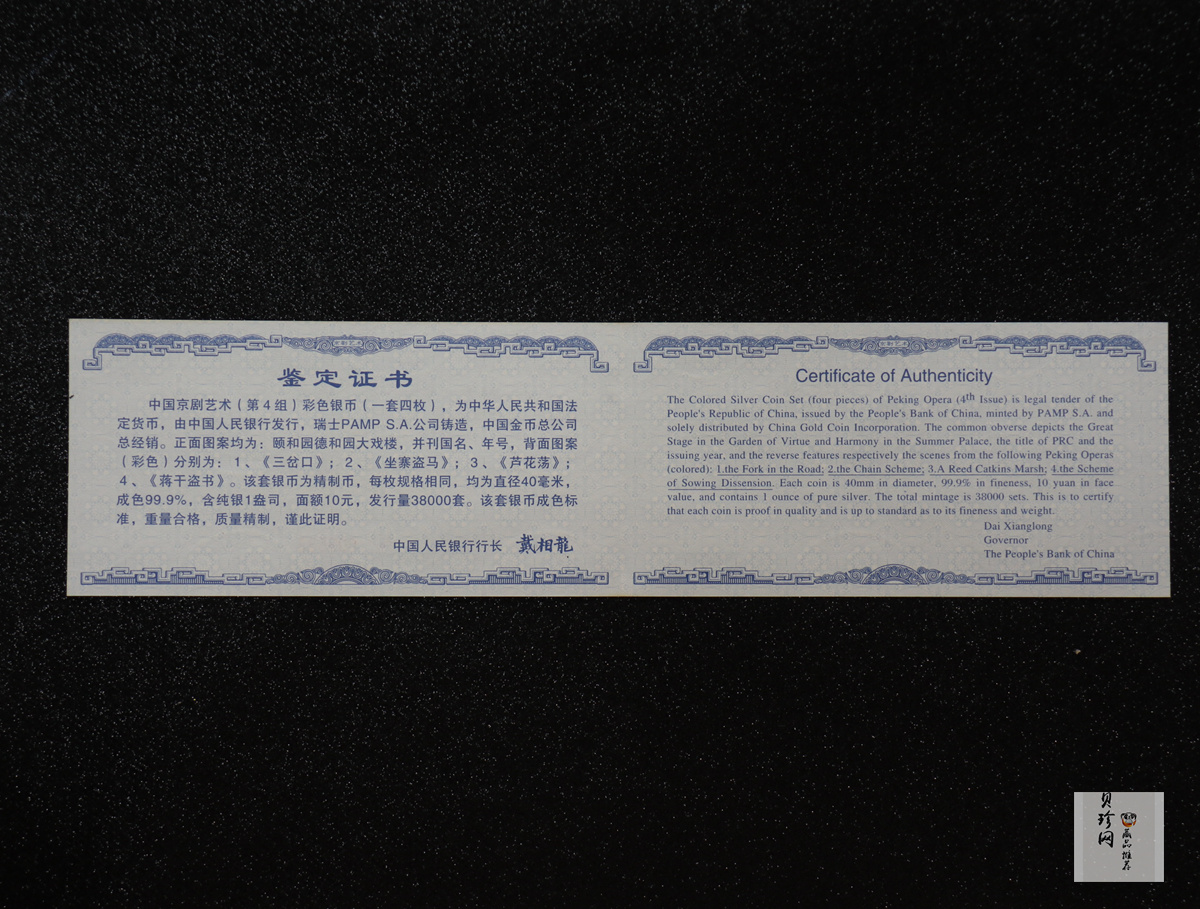 鉴定证书
中国京剧艺术（第4组）彩色银币（一套四枚），为中华人民共和国法
定货币，由中国人民银行发行，瑞士PAMP S.A.公司铸造，中国金币总公司
总经销。正面图案均为：颐和园德和园大戏楼，并刊国名、年号，背面图案
（彩色）分别为：1、《三岔口》；2、《坐寨盗马》；3、《芦花荡》；
4、《蒋干盗书》。该套银币为精制币，每枚规格相同，均为直径40毫米，
成色99.9%，含纯银1盎司，面额10元，发行量38000套。该套银币成色标
准，重量合格，质量精制，谨此证明。
中国人民银行行长 戴相龙
Certificate of Authenticity
The Colored Silver Coin Set (four pieces) of Peking Opera (4th Issue) is legal tender of the
People's Republic of China, issued by the People's Bank of China, minted by PAMP S.A. and
solely distributed by China Gold Coin Incorporation. The common obverse depicts the Great
Stage in the Garden of Virtue and Harmony in the Summer Palace, the title of PRC and the
issuing year, and the reverse features respectively the scenes from the following Peking Operas
(colored): 1.the Fork in the Road; 2.the Chain Scheme; 3.A Reed Catkins Marsh; 4.the Scheme
of Sowing Dissension. Each coin is 40mm in diameter, 99.9% in fineness, 10 yuan in face
value, and contains 1 ounce of pure silver. The total mintage is 38000 sets. This is to certify
that each coin is proof in quality and is up to standard as to its fineness and weight.
Dai Xianglong
Governor
The People's Bank of China
贝珍网
藏品推荐